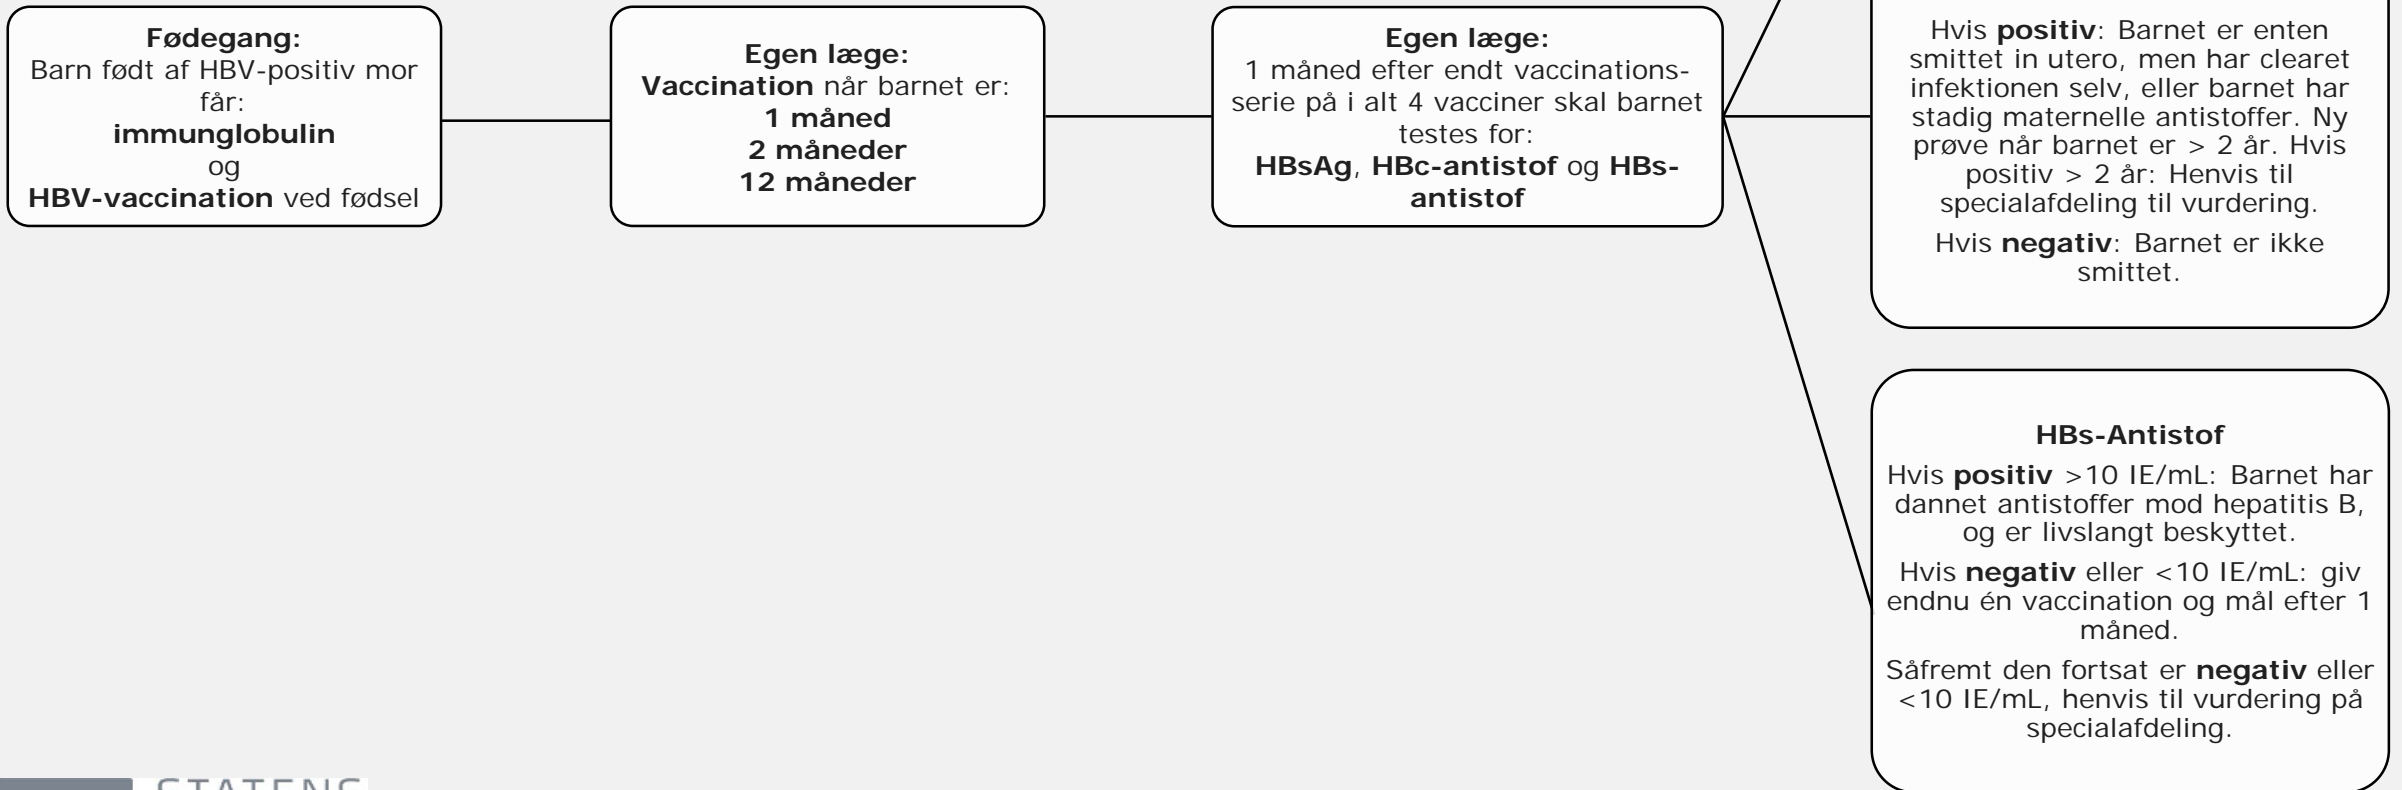 Fødegang:
Barn født af HBV-positiv mor
får:
immunglobulin
og
HBV-vaccination ved fødsel
Egen læge:
Vaccination når barnet er:
1 måned
2 måneder
12 måneder
Egen læge:
1 måned efter endt vaccinations-
serie på i alt 4 vacciner skal barnet
testes for:
HBsAg, HBc-antistof og HBs-
antistof
Hvis positiv: Barnet er enten
smittet in utero, men har clearet
infektionen selv, eller barnet har
stadig maternelle antistoffer. Ny
prøve når barnet er > 2 år. Hvis
positiv > 2 år: Henvis til
specialafdeling til vurdering.
Hvis negativ: Barnet er ikke
smittet.
HBs-Antistof
Hvis positiv >10 IE/mL: Barnet har
dannet antistoffer mod hepatitis B,
og er livslangt beskyttet.
Hvis negativ eller <10 IE/mL: giv
endnu én vaccination og mål efter 1
måned.
Såfremt den fortsat er negativ eller
<10 IE/mL, henvis til vurdering på
specialafdeling.
STATENS